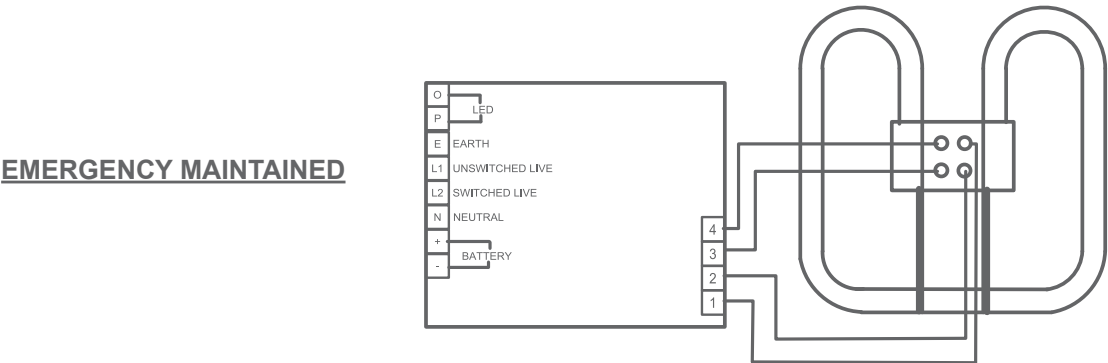 EMERGENCY MAINTAINED
O
LED
P
E EARTH
L1 UNSWITCHED LIVE
L2 SWITCHED LIVE
N NEUTRAL
+
BATTERY
-
4
3
2
1